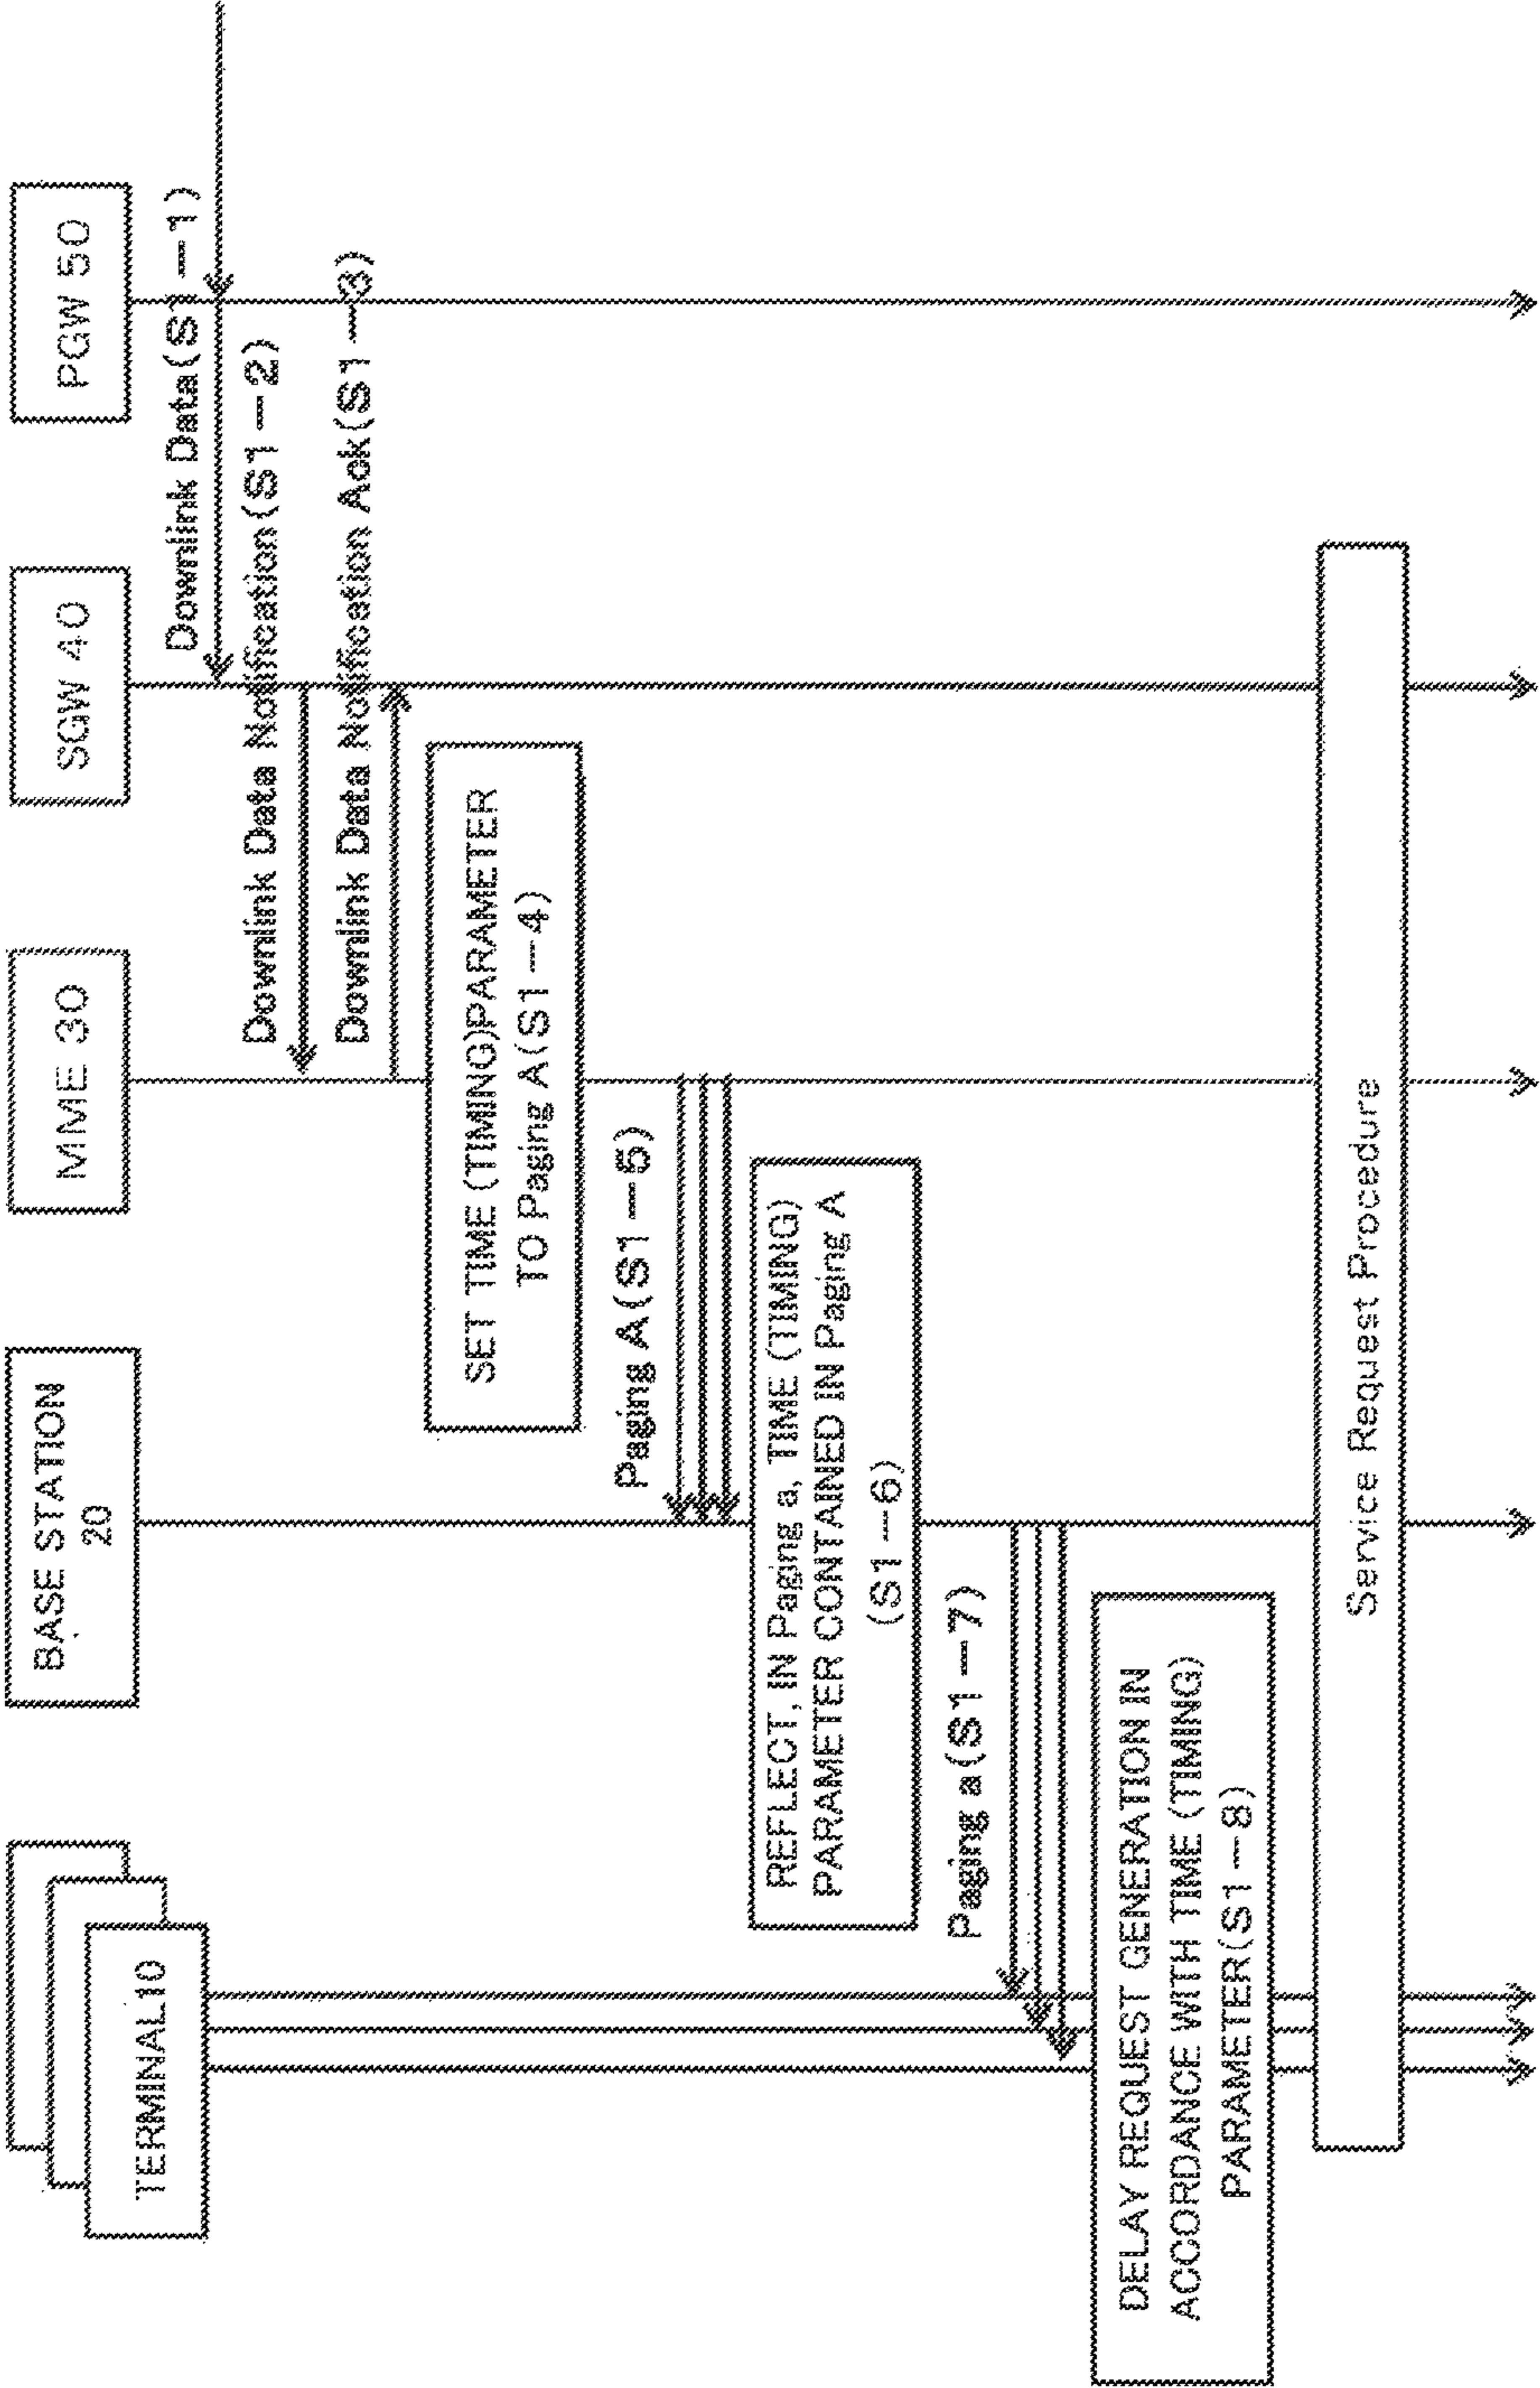 TERMINAL10
BASE STATION
20
MME 30
SGW 40
PGW 50
Downlink Data(S1—1)
Downlink Data Notification(S1—2)
Downlink Data Notification Ack(S1—3)
SET TIME (TIMING)PARAMETER
TO Paging A(S1—4)
Paging A(S1—5)
REFLECT, IN Paging a, TIME (TIMING)
PARAMETER CONTAINED IN Paging A
(S1—6)
Paging a(S1—7)
DELAY REQUEST GENERATION IN
ACCORDANCE WITH TIME (TIMING)
PARAMETER(S1—8)
Service Request Procedure